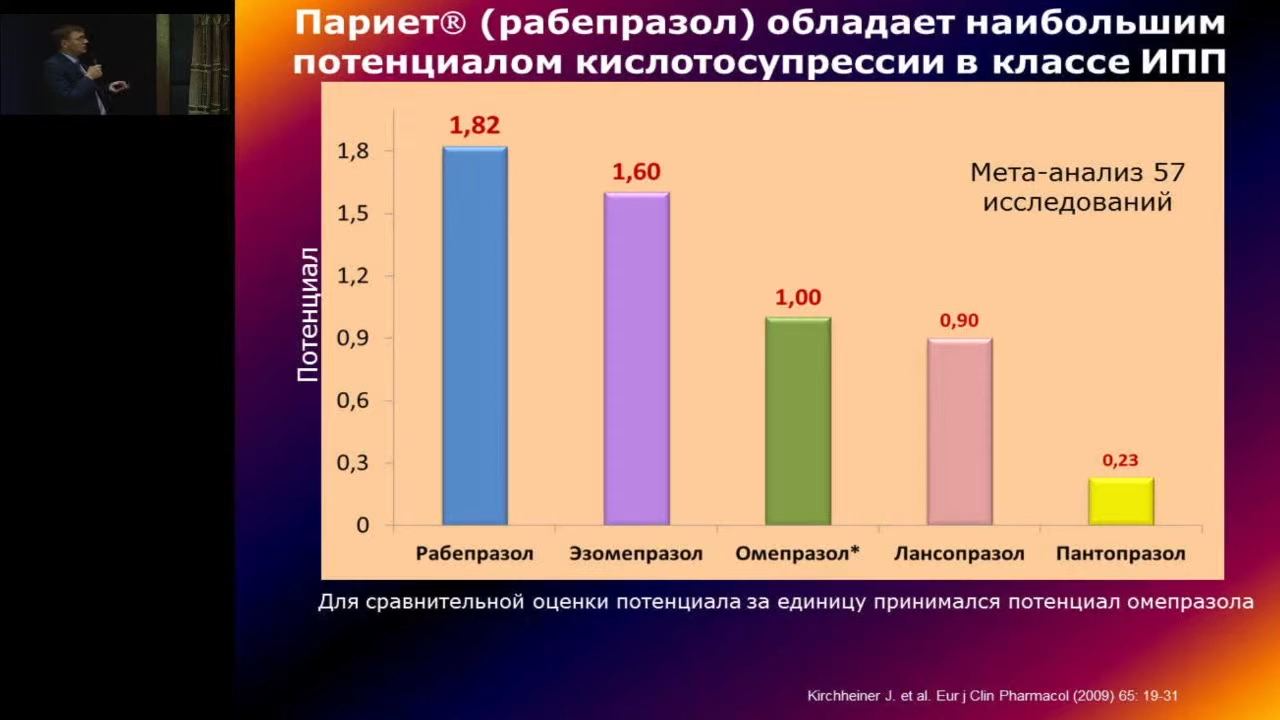 Париет® (рабепразол) обладает наибольшим
потенциалом кислотосупрессии в классе ИПП
Мета-анализ 57
исследований
Потенциал
1,8
1,5
1,2
0,9
0,6
0,3
0
1,82
1,60
1,00
0,90
0,23
Рабепразол
Эзомепразол
Омепразол*
Лансопразол
Пантопразол
Для сравнительной оценки потенциала за единицу принимался потенциал омепразола
Kirchheiner J. et al. Eur j Clin Pharmacol (2009) 65: 19-31